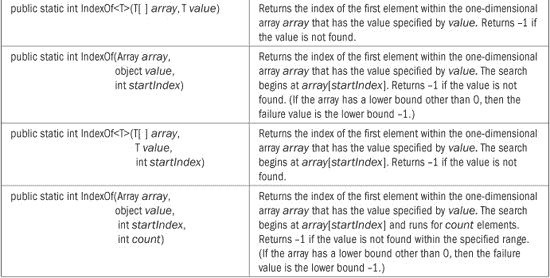 public static int IndexOf<T>(T[ ] array, T value)
Returns the index of the first element within the one-dimensional
array array that has the value specified by value. Returns –1 if
the value is not found.
public static int IndexOf(Array array,
object value,
int startIndex)
Returns the index of the first element within the one-dimensional
array array that has the value specified by value. The search
begins at array[startIndex]. Returns –1 if the value is not
found. (If the array has a lower bound other than 0, then the
failure value is the lower bound –1.)
public static int IndexOf<T>(T[ ] array,
T value,
int startIndex)
Returns the index of the first element within the one-dimensional
array array that has the value specified by value. The search
begins at array[startIndex]. Returns –1 if the value is not
found.
public static int IndexOf(Array array,
object value,
int startIndex,
int count)
Returns the index of the first element within the one-dimensional
array array that has the value specified by value. The search
begins at array[startIndex] and runs for count elements.
Returns –1 if the value is not found within the specified range.
(If the array has a lower bound other than 0, then the failure
value is the lower bound –1.)